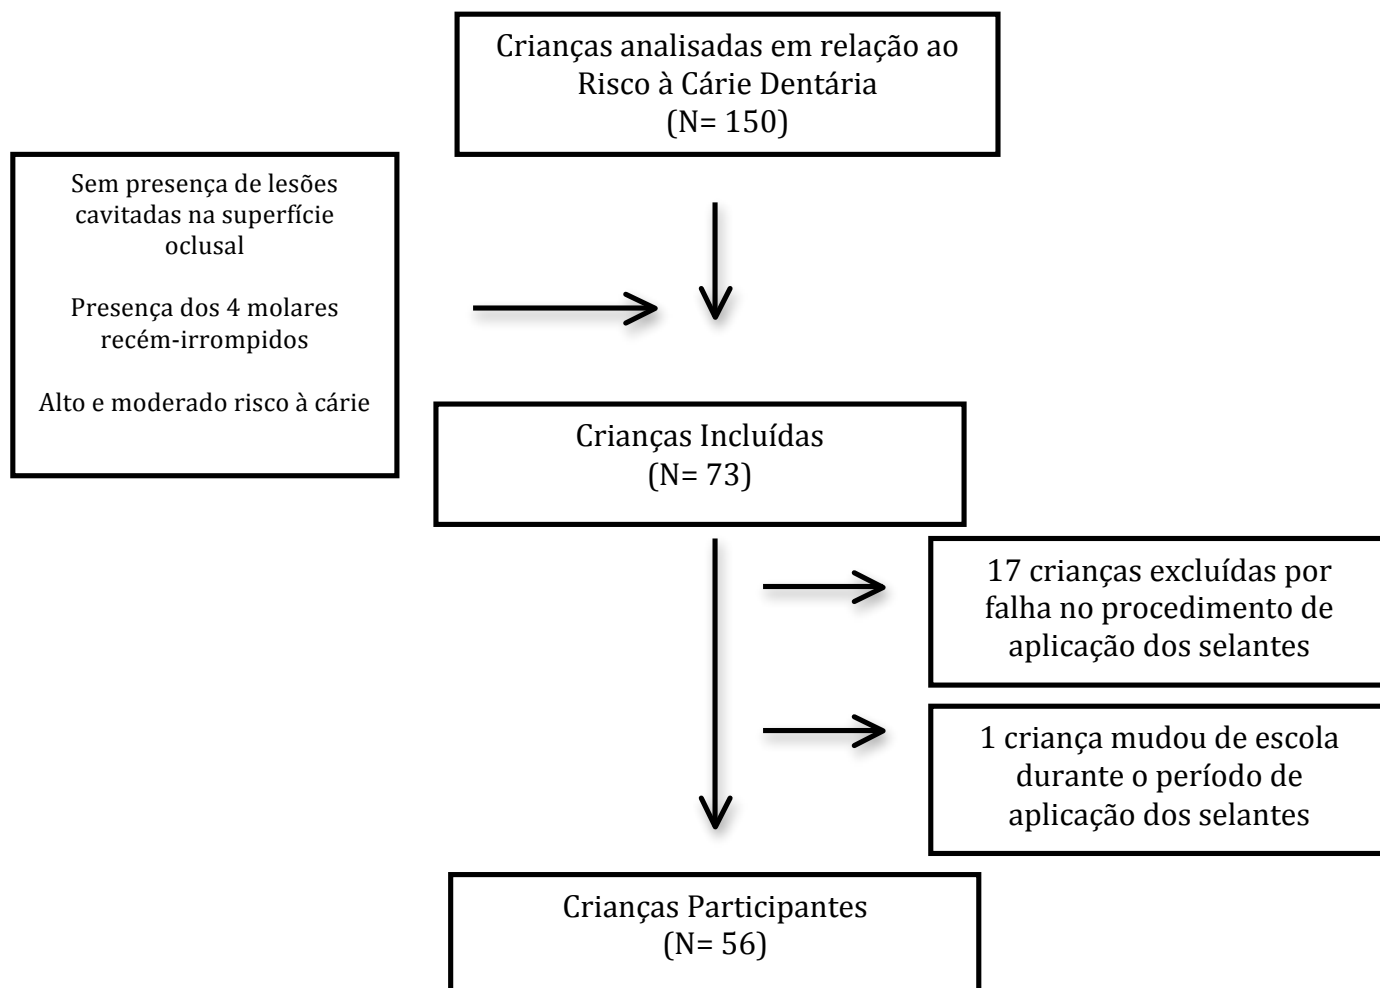 Crianças analisadas em relação ao
Risco à Cárie Dentária
(N= 150)
Sem presença de lesões
cavitadas na superfície
oclusal
Presença dos 4 molares
recém-irrompidos
Alto e moderado risco à cárie
Crianças Incluídas
(N= 73)
17 crianças excluídas por
falha no procedimento de
aplicação dos selantes
1 criança mudou de escola
durante o período de
aplicação dos selantes
Crianças Participantes
(N= 56)